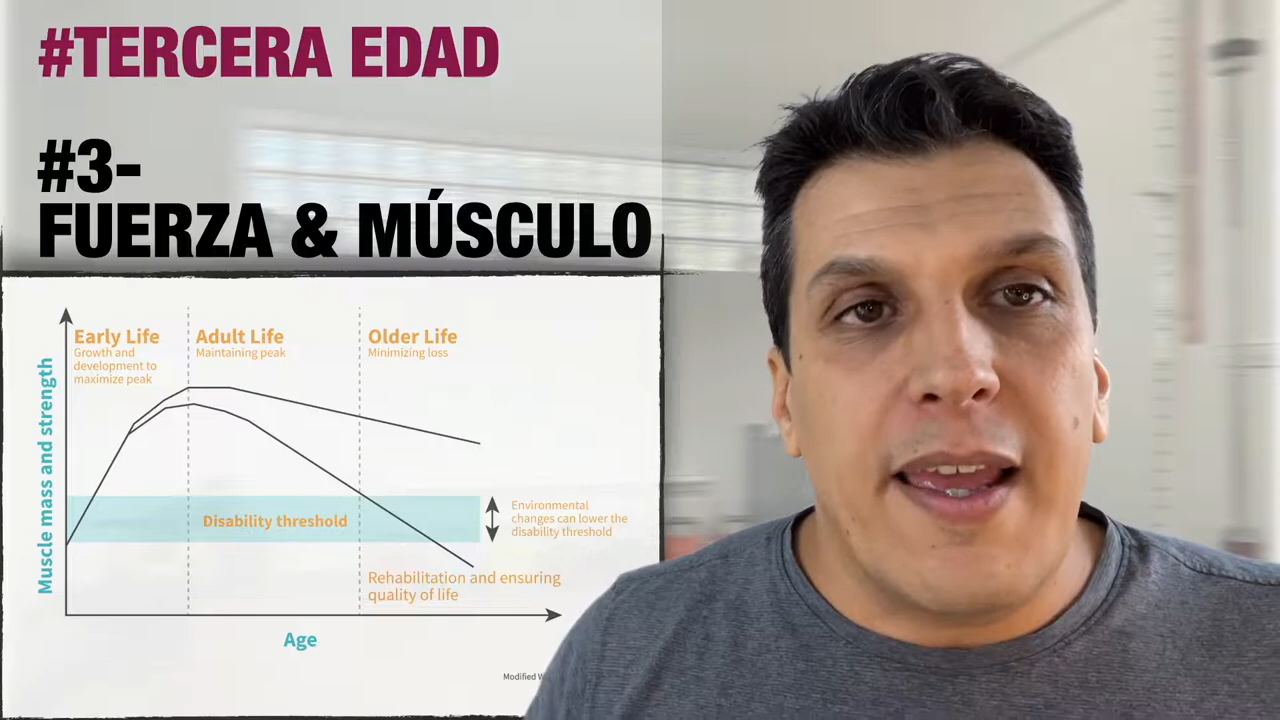 #TERCERA EDAD
#3-
FUERZA & MÚSCULO
Early Life
Growth and
development to
maximize peak
Adult Life
Maintaining peak
Older Life
Minimizing loss
Muscle mass and strength
Disability threshold
Environmental
changes can lower the
disability threshold
Rehabilitation and ensuring
quality of life
Age
Modified